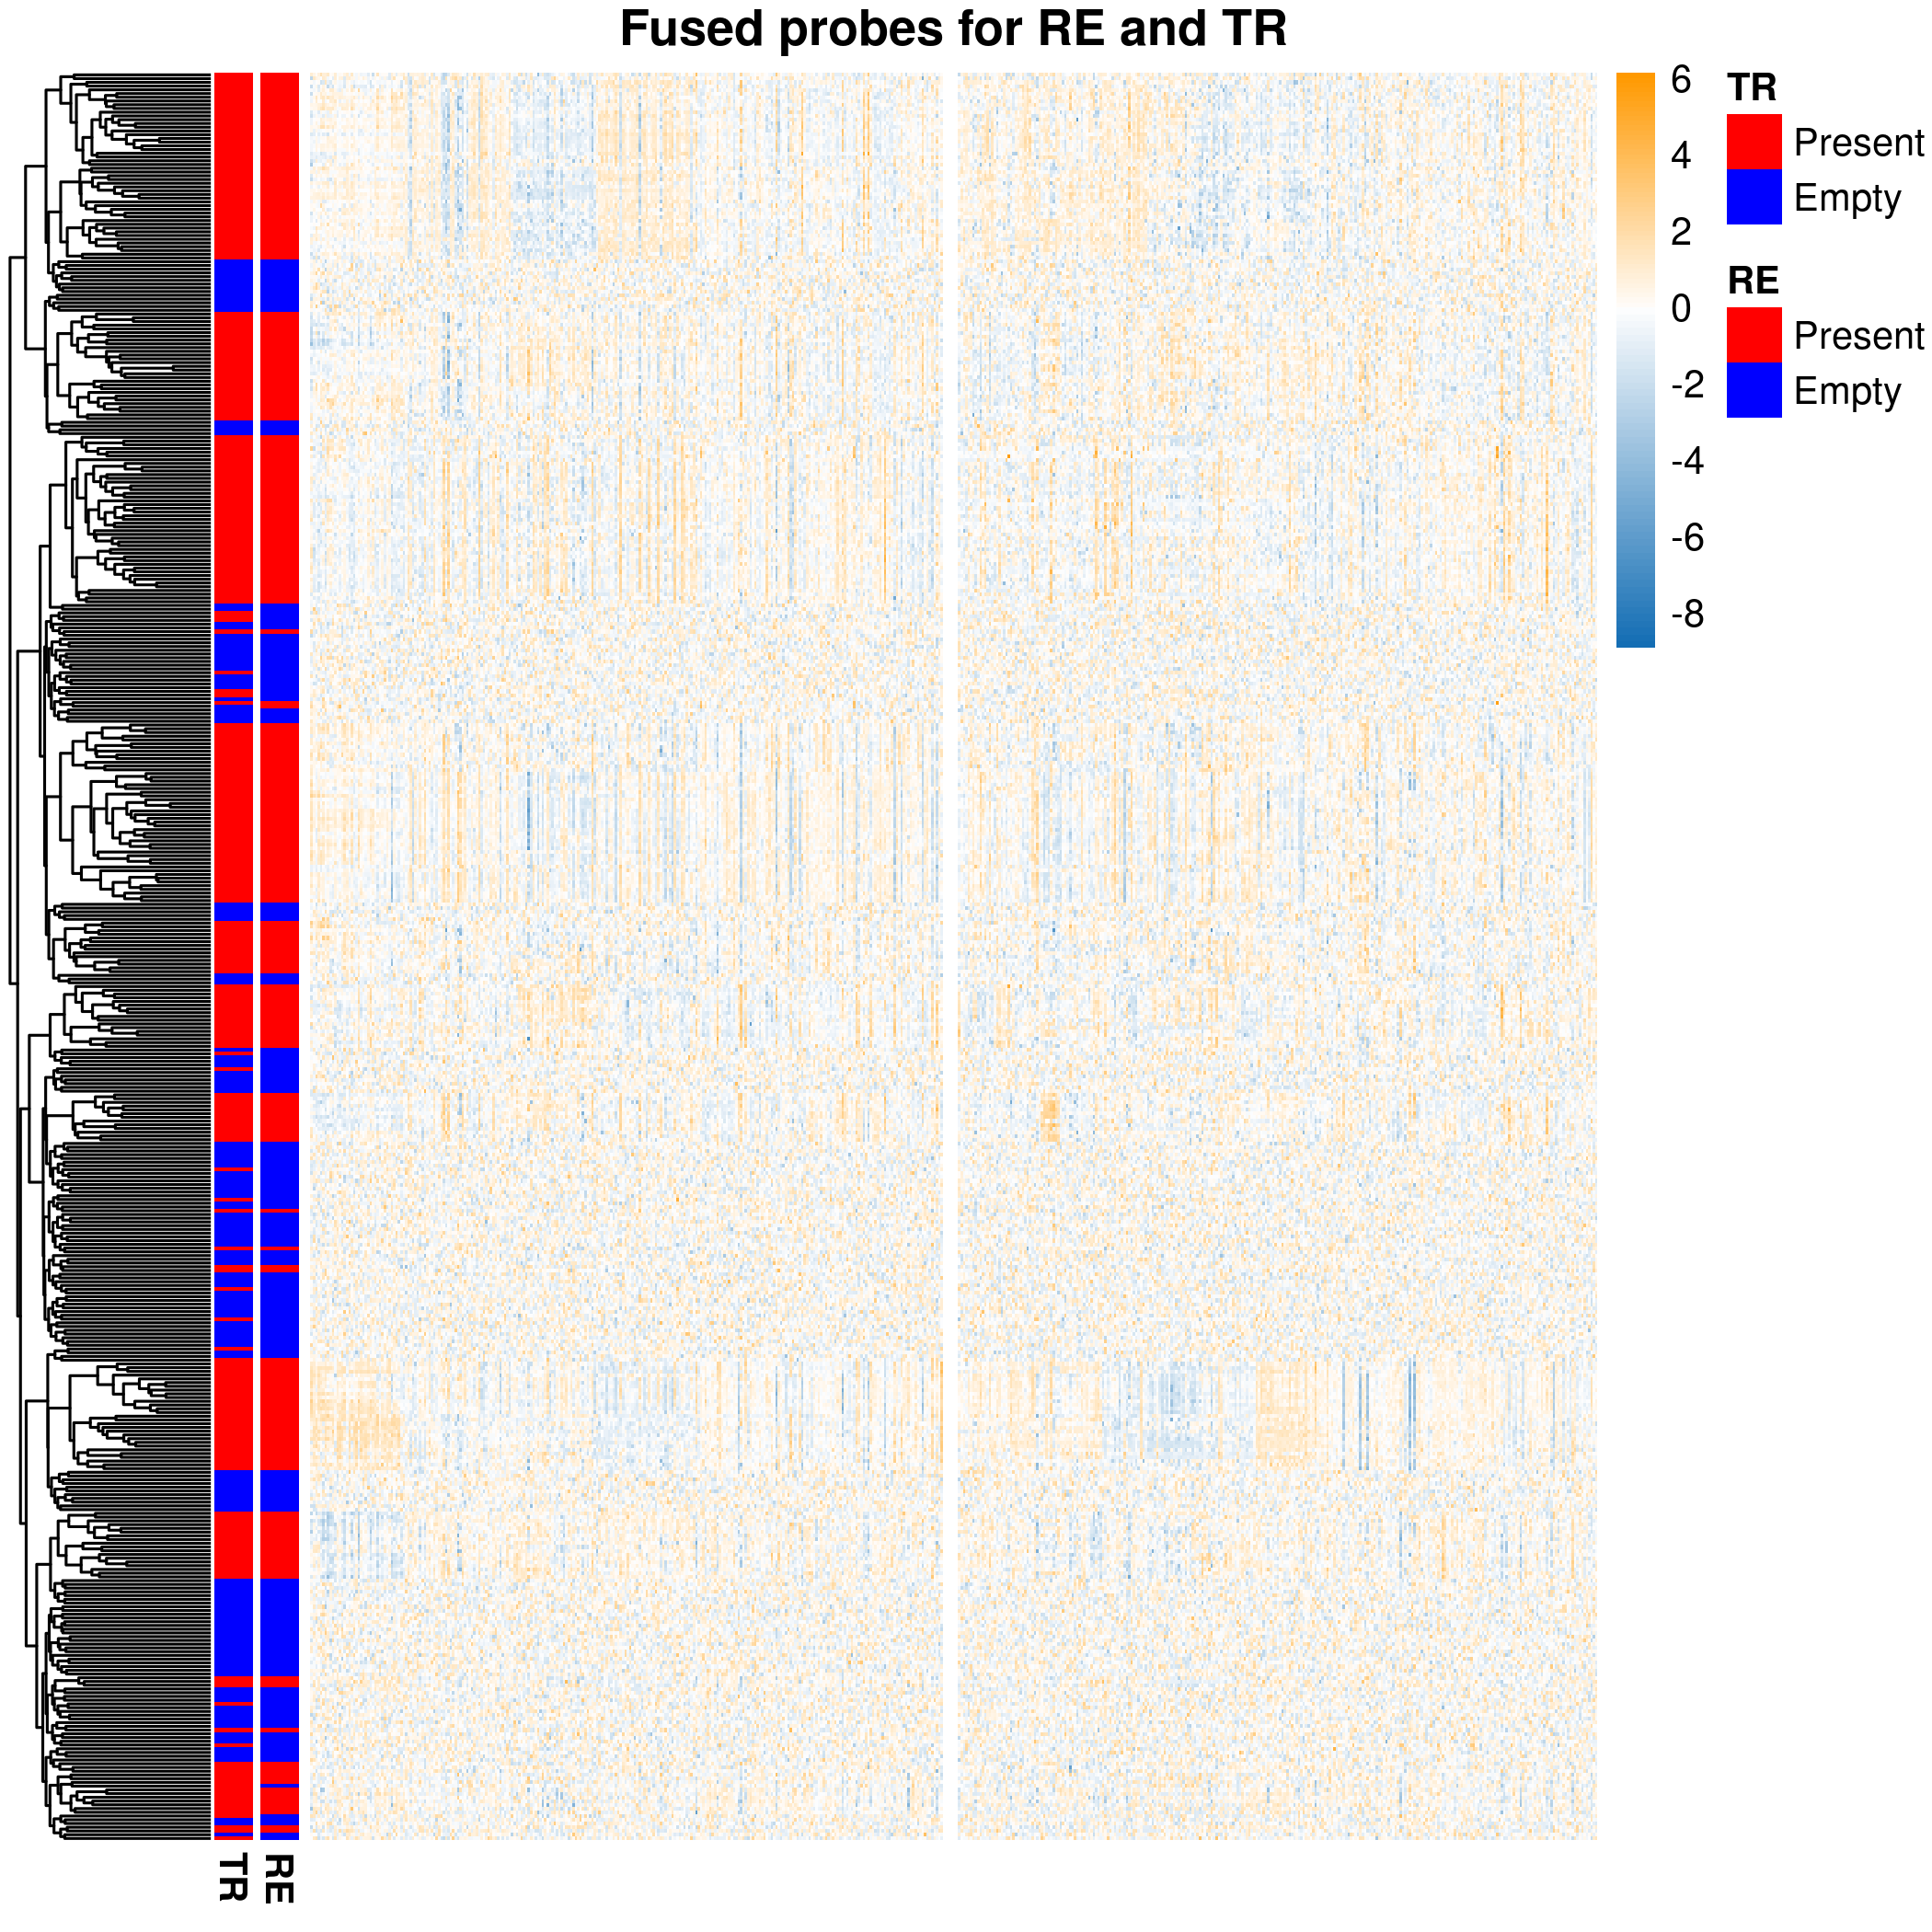 Fused probes for RE and TR
6
4
2
0
-2
-4
-6
-8
TR
Present
Empty
RE
Present
Empty
TR
RE